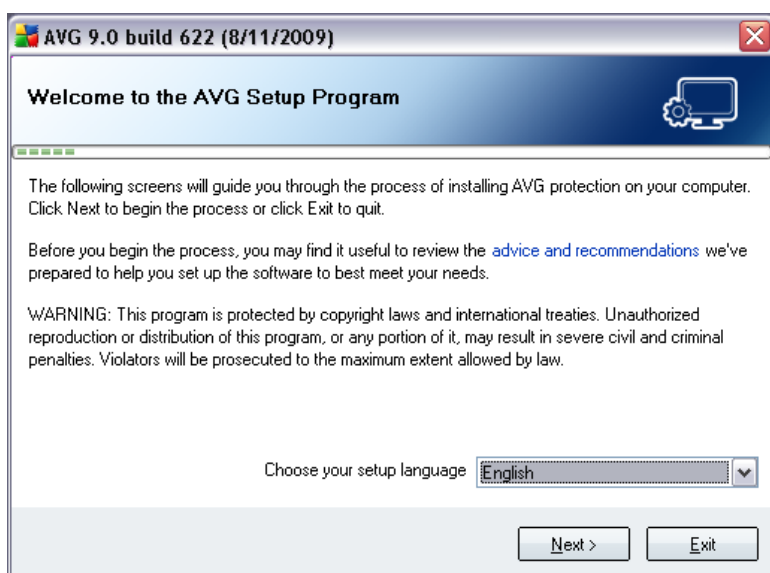 AVG 9.0 build 622 (8/11/2009)
Welcome to the AVG Setup Program
The following screens will guide you through the process of installing AVG protection on your computer.
Click Next to begin the process or click Exit to quit.
Before you begin the process, you may find it useful to review the advice and recommendations we've
prepared to help you set up the software to best meet your needs.
WARNING: This program is protected by copyright laws and international treaties. Unauthorized
reproduction or distribution of this program, or any portion of it, may result in severe civil and criminal
penalties. Violators will be prosecuted to the maximum extent allowed by law.
Choose your setup language English
Next > Exit